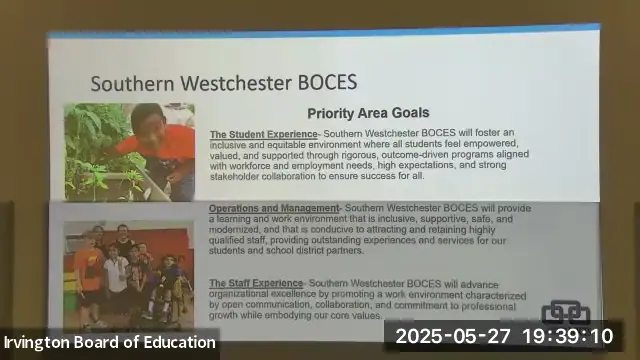 Southern Westchester BOCES
Priority Area Goals
The Student Experience- Southern Westchester BOCES will foster an
inclusive and equitable environment where all students feel empowered,
valued, and supported through rigorous, outcome-driven programs aligned
with workforce and employment needs, high expectations, and strong
stakeholder collaboration to ensure success for all.
Operations and Management- Southern Westchester BOCES will provide
a learning and work environment that is inclusive, supportive, safe, and
modernized, and that is conducive to attracting and retaining highly
qualified staff, providing outstanding experiences and services for our
students and school district partners.
The Staff Experience- Southern Westchester BOCES will advance
organizational excellence by promoting a work environment characterized
by open communication, collaboration, and commitment to professional
growth while embodying our core values.
Irvington Board of Education
2025-05-27 19:39:10